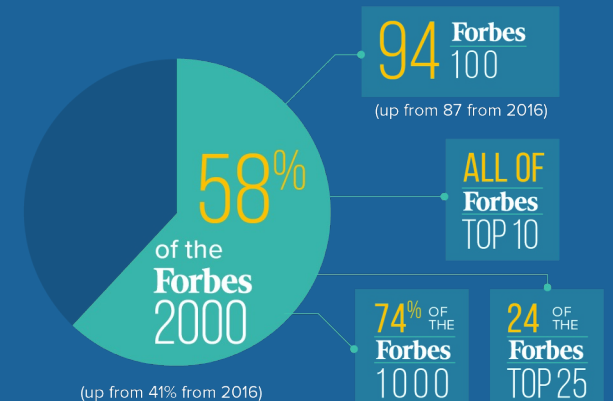 94 Forbes 100
(up from 87 from 2016)
58%
of the
Forbes
2000
(up from 41% from 2016)
ALL OF
Forbes
TOP 10
74% OF THE
Forbes
1000
24 OF THE
Forbes
TOP 25